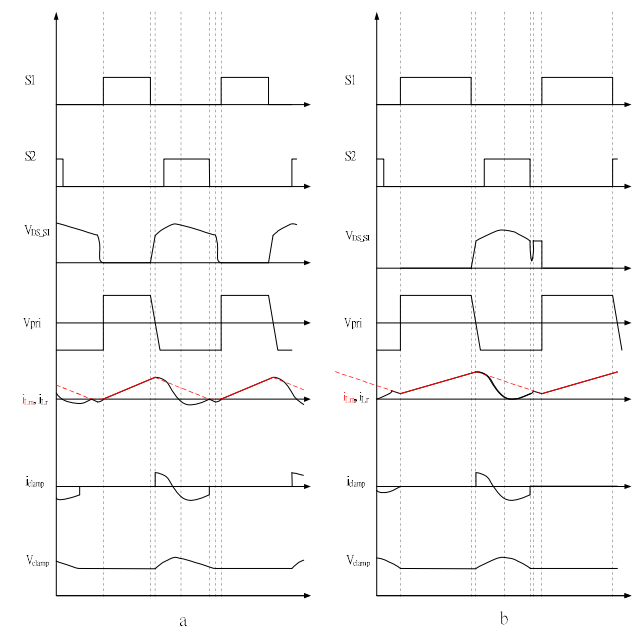 S1
S2
VDS_S1
Vpri
iLm, iLr
iclamp
Vclamp
a
S1
S2
VDS_S1
Vpri
iLm, iLr
iclamp
Vclamp
b